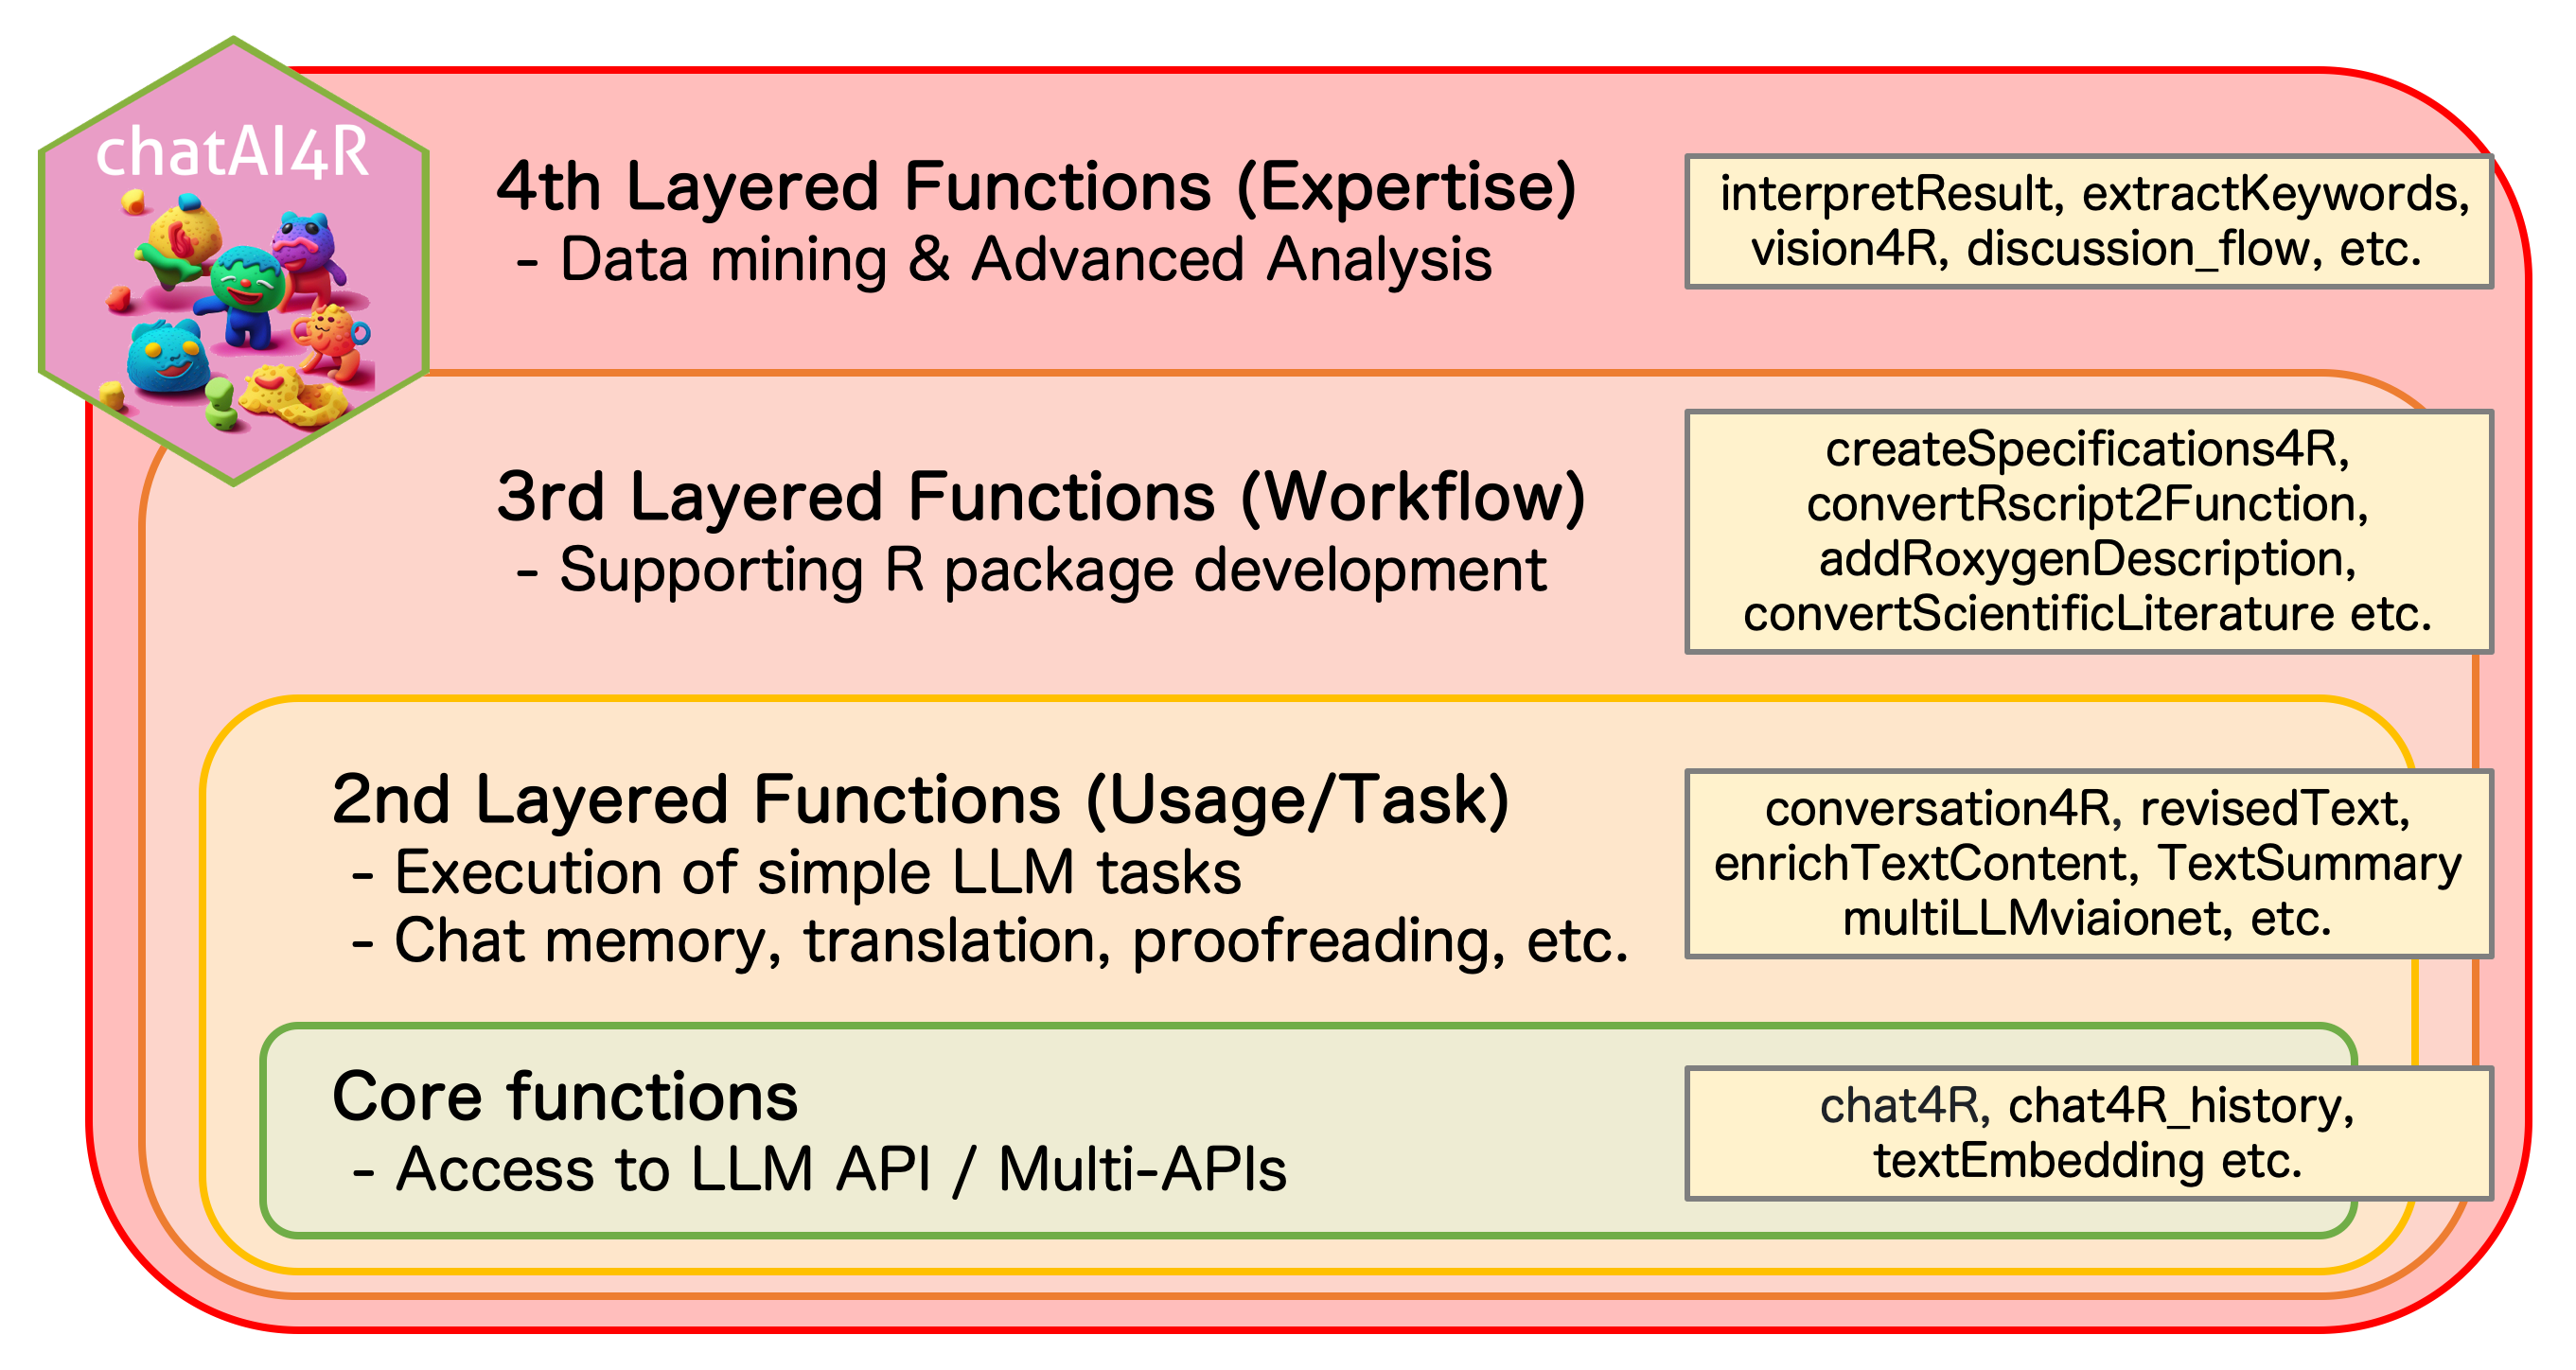 chatAI4R
4th Layered Functions (Expertise)
- Data mining & Advanced Analysis
interpretResult, extractKeywords,
vision4R, discussion_flow, etc.
3rd Layered Functions (Workflow)
- Supporting R package development
createSpecifications4R,
convertRscript2Function,
addRoxygenDescription,
convertScientificLiterature etc.
2nd Layered Functions (Usage/Task)
- Execution of simple LLM tasks
- Chat memory, translation, proofreading, etc.
conversation4R, revisedText,
enrichTextContent, TextSummary
multiLLMviaionet, etc.
Core functions
- Access to LLM API / Multi-APIs
chat4R, chat4R_history,
textEmbedding etc.